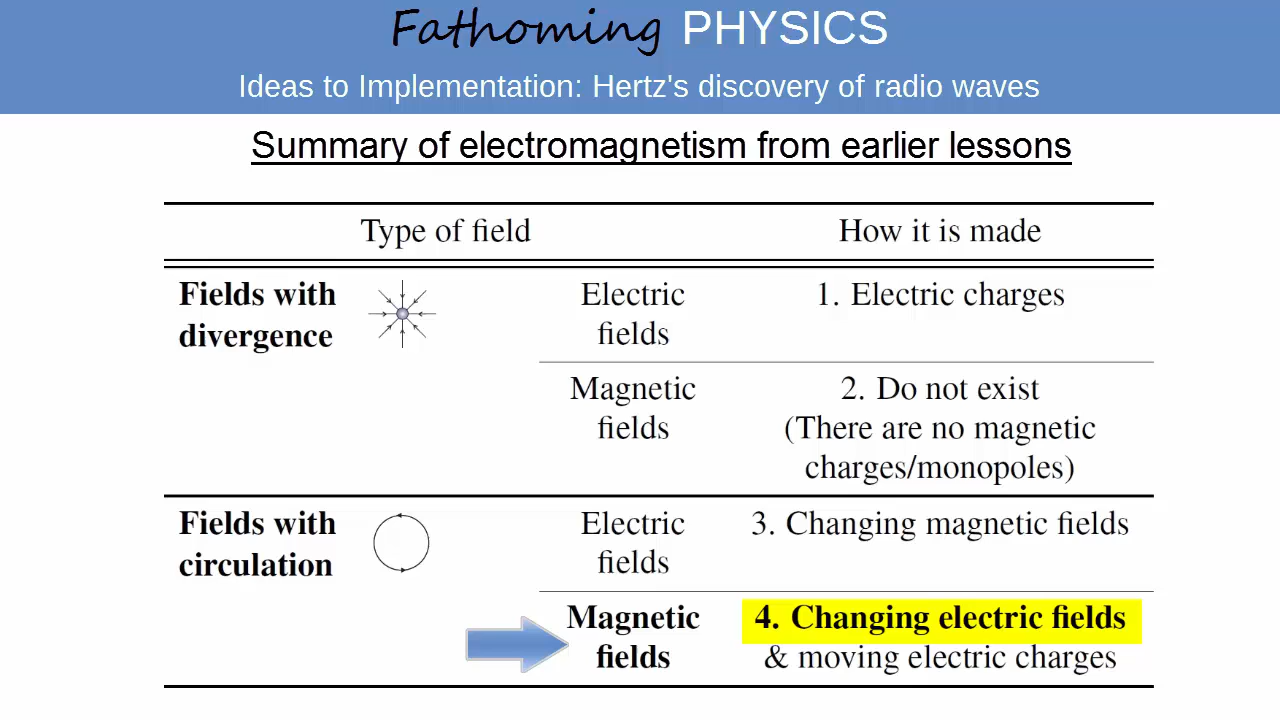 Fathoming PHYSICS
Ideas to Implementation: Hertz's discovery of radio waves
Summary of electromagnetism from earlier lessons
Type of field How it is made
Fields with Electric 1. Electric charges
divergence fields
Magnetic 2. Do not exist
fields (There are no magnetic
charges/monopoles)
Fields with Electric 3. Changing magnetic fields
circulation fields
Magnetic 4. Changing electric fields
fields & moving electric charges